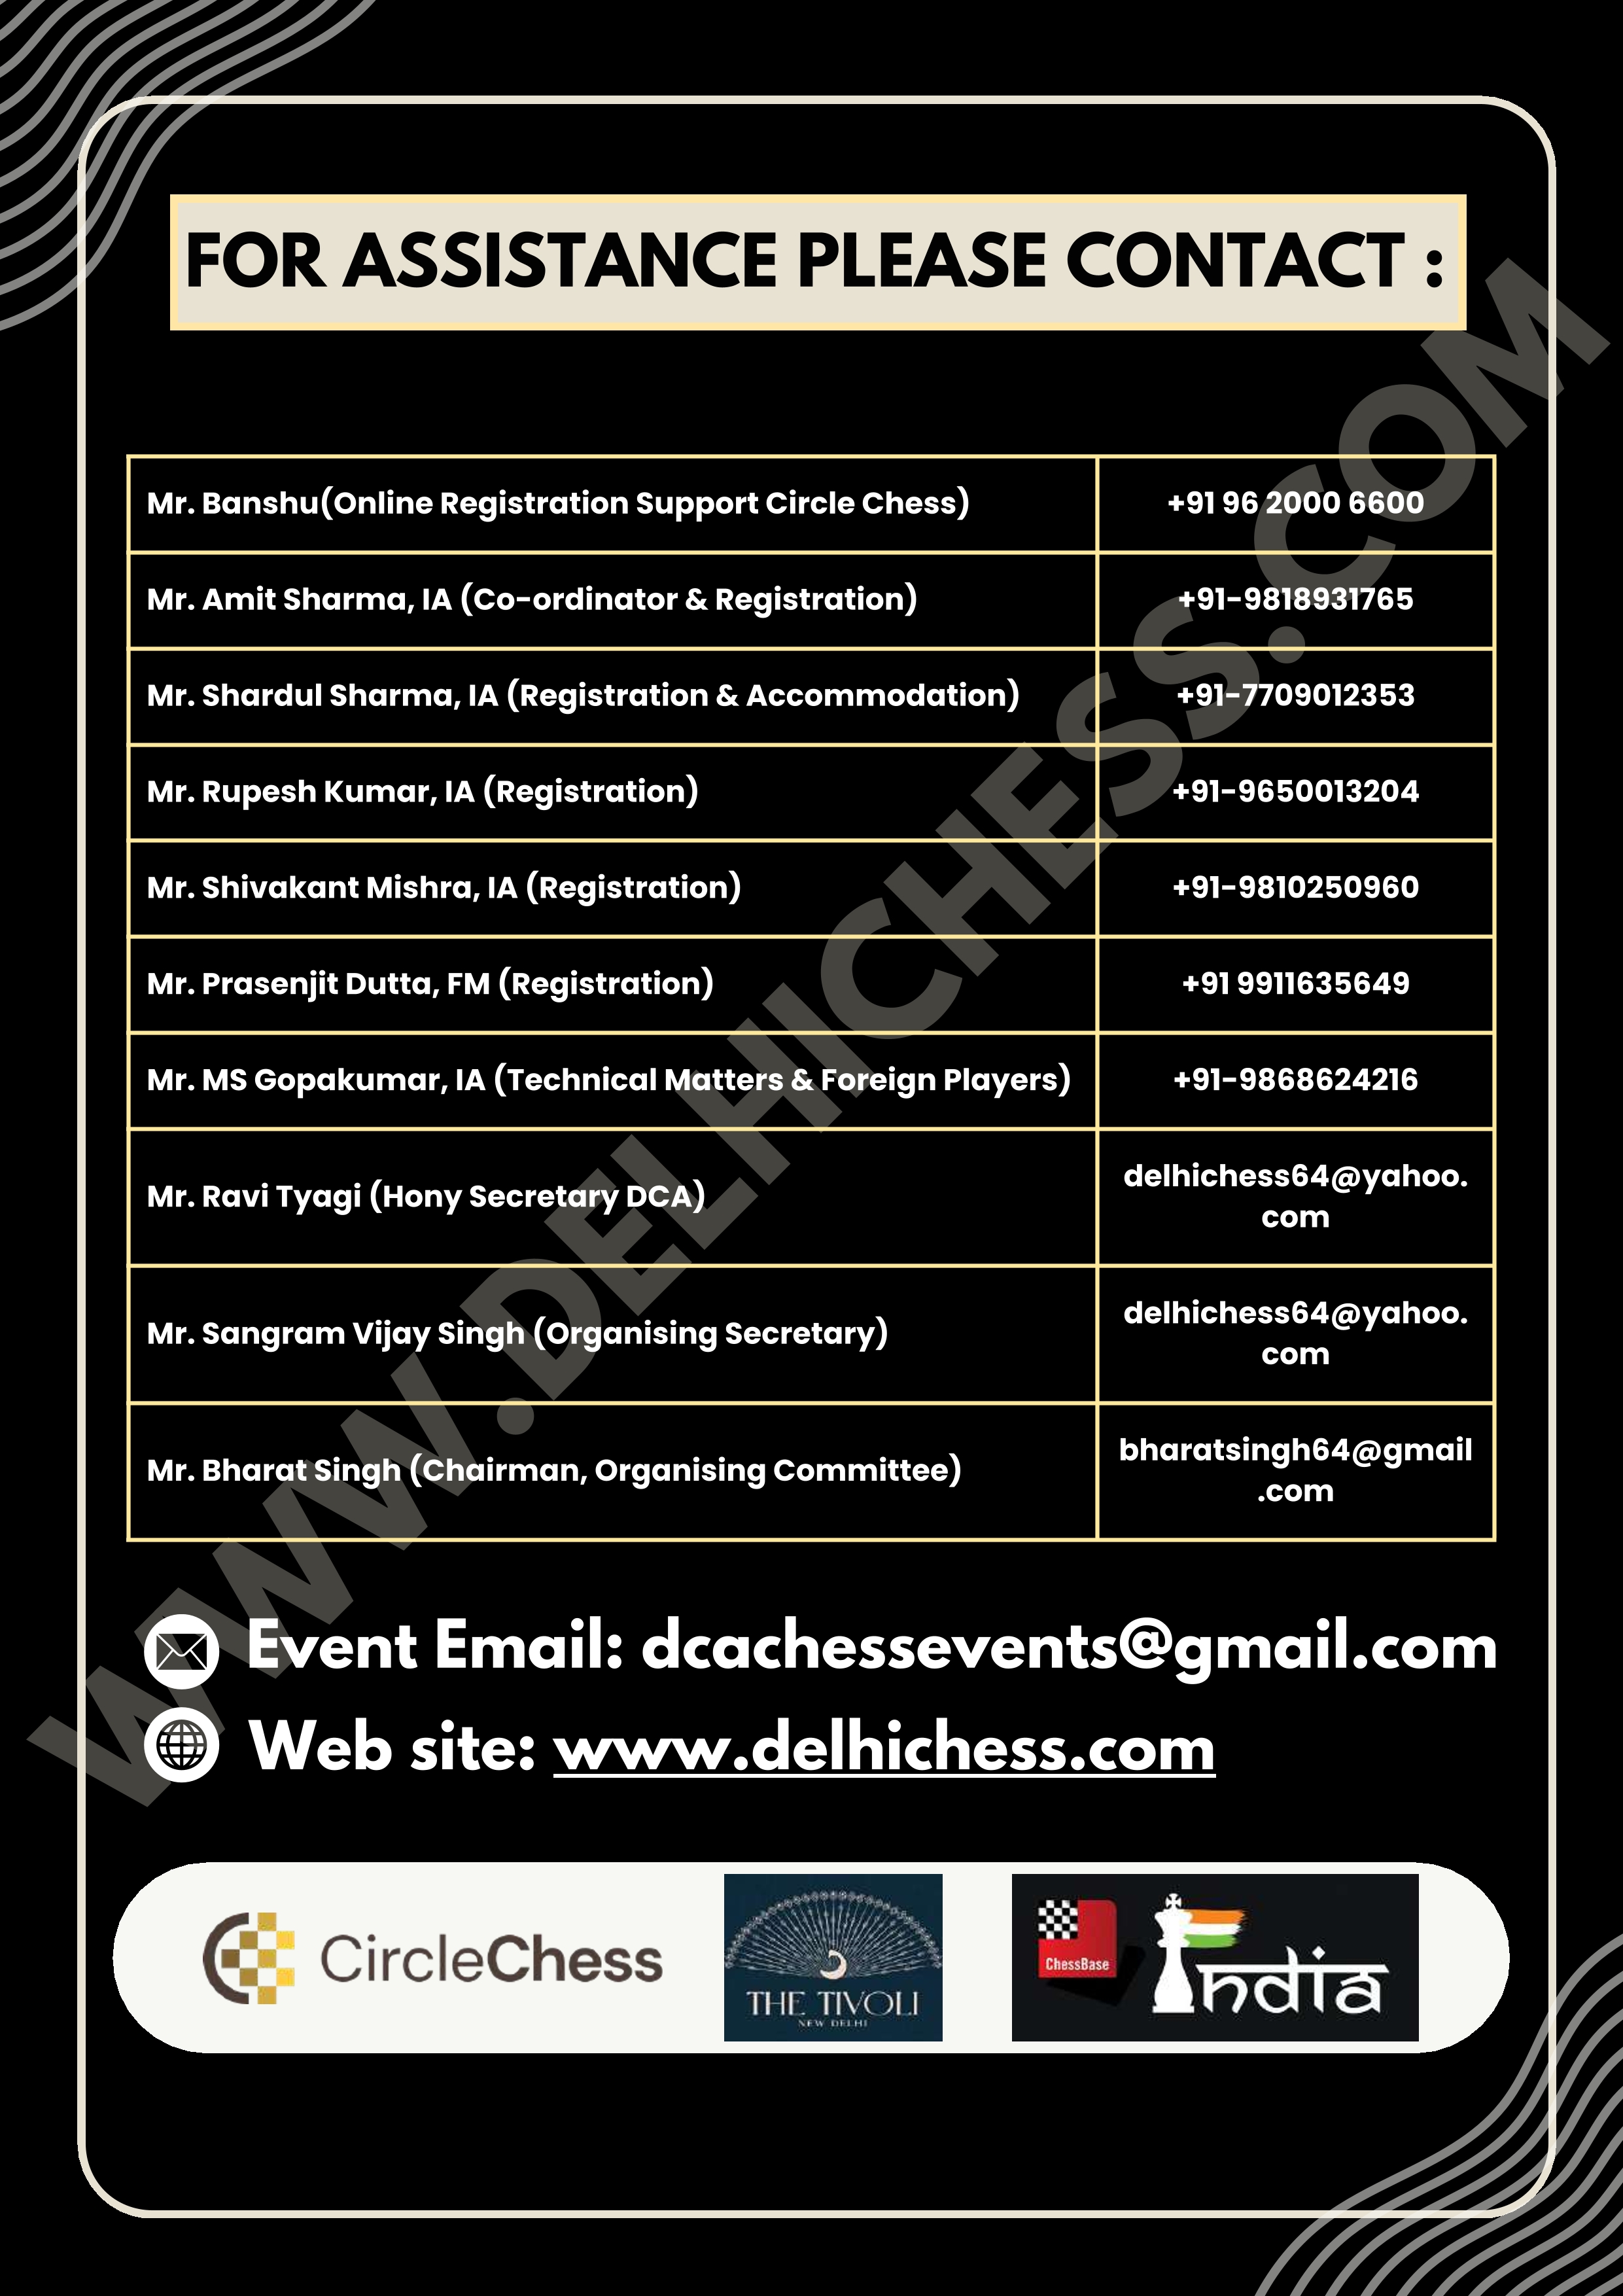 FOR ASSISTANCE PLEASE CONTACT :
Mr. Banshu(Online Registration Support Circle Chess)
+91 96 2000 6600
Mr. Amit Sharma, IA (Co-ordinator & Registration)
+91-9818931765
Mr. Shardul Sharma, IA (Registration & Accommodation)
+91-7709012353
Mr. Rupesh Kumar, IA (Registration)
+91-9650013204
Mr. Shivakant Mishra, IA (Registration)
+91-9810250960
Mr. Prasenjit Dutta, FM (Registration)
+91 9911635649
Mr. MS Gopakumar, IA (Technical Matters & Foreign Players)
+91-9868624216
Mr. Ravi Tyagi (Hony Secretary DCA)
delhichess64@yahoo.
com
Mr. Sangram Vijay Singh (Organising Secretary)
delhichess64@yahoo.
com
Mr. Bharat Singh (Chairman, Organising Committee)
bharatsingh64@gmail
.com
WWW.DELHICHESS.COM
Event Email: dcachessevents@gmail.com
Web site: www.delhichess.com
CircleChess
THE TIVOLI
NEW DELHI
ChessBase
India